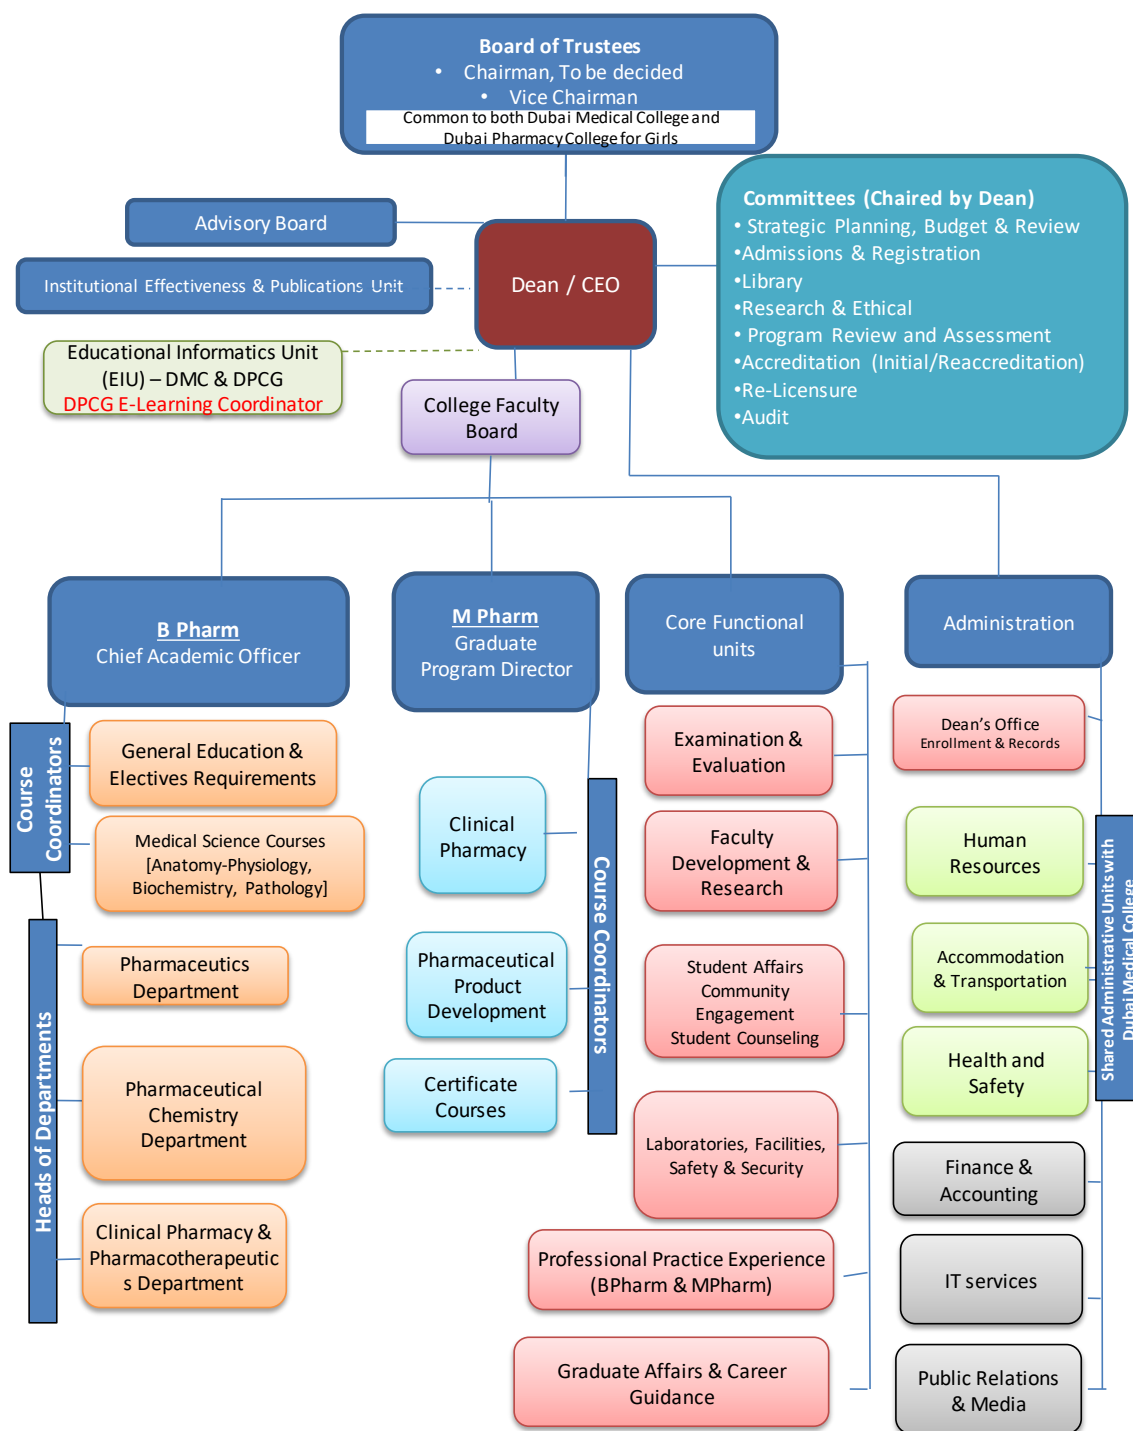 Board of Trustees
• Chairman, To be decided
• Vice Chairman
Common to both Dubai Medical College and
Dubai Pharmacy College for Girls
Advisory Board
Institutional Effectiveness & Publications Unit
Educational Informatics Unit
(EIU) – DMC & DPCG
DPCG E-Learning Coordinator
Dean / CEO
Committees (Chaired by Dean)
• Strategic Planning, Budget & Review
•Admissions & Registration
•Library
•Research & Ethical
• Program Review and Assessment
•Accreditation (Initial/Reaccreditation)
•Re-Licensure
•Audit
College Faculty
Board
B Pharm
Chief Academic Officer
Course
Coordinators
General Education &
Electives Requirements
Medical Science Courses
[Anatomy-Physiology,
Biochemistry, Pathology]
Heads of Departments
Pharmaceutics
Department
Pharmaceutical
Chemistry
Department
Clinical Pharmacy &
Pharmacotherapeutic
s Department
M Pharm
Graduate
Program Director
Clinical
Pharmacy
Pharmaceutical
Product
Development
Certificate
Courses
Course Coordinators
Core Functional
units
Examination &
Evaluation
Faculty
Development &
Research
Student Affairs
Community
Engagement
Student Counseling
Laboratories, Facilities,
Safety & Security
Professional Practice Experience
(BPharm & MPharm)
Graduate Affairs & Career
Guidance
Administration
Dean’s Office
Enrollment & Records
Human
Resources
Accommodation
& Transportation
Health and
Safety
Shared Administrative Units with
Dubai Medical College
Finance &
Accounting
IT services
Public Relations
& Media